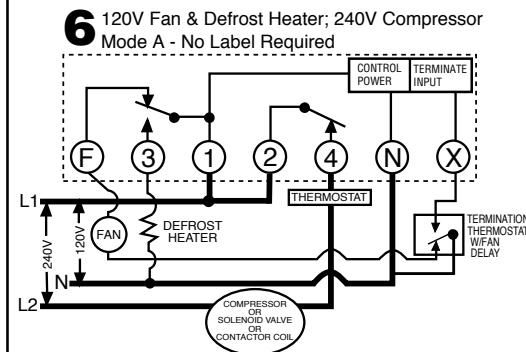 6 120V Fan & Defrost Heater; 240V Compressor
Mode A - No Label Required
CONTROL
POWER
TERMINATE
INPUT
F 3 1 2 4 N X
L1
THERMOSTAT
240V
120V
FAN
DEFROST
HEATER
TERMINATION
THERMOSTAT
W/FAN
DELAY
N
L2
COMPRESSOR
OR
SOLENOID VALVE
OR
CONTACTOR COIL